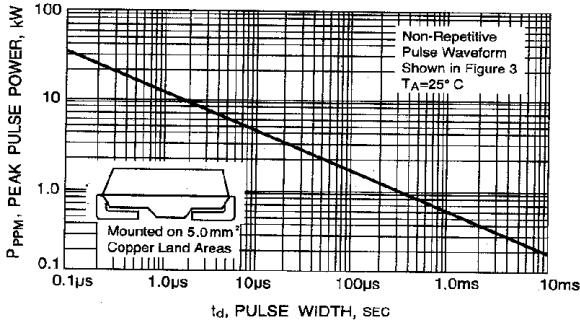 PPPM, PEAK PULSE POWER, kW
100
10
1.0
0.1
Non-Repetitive
Pulse Waveform
Shown in Figure 3
TA=25° C
Mounted on 5.0mm²
Copper Land Areas
0.1µs 1.0µs 10µs 100µs 1.0ms 10ms
td, PULSE WIDTH, SEC